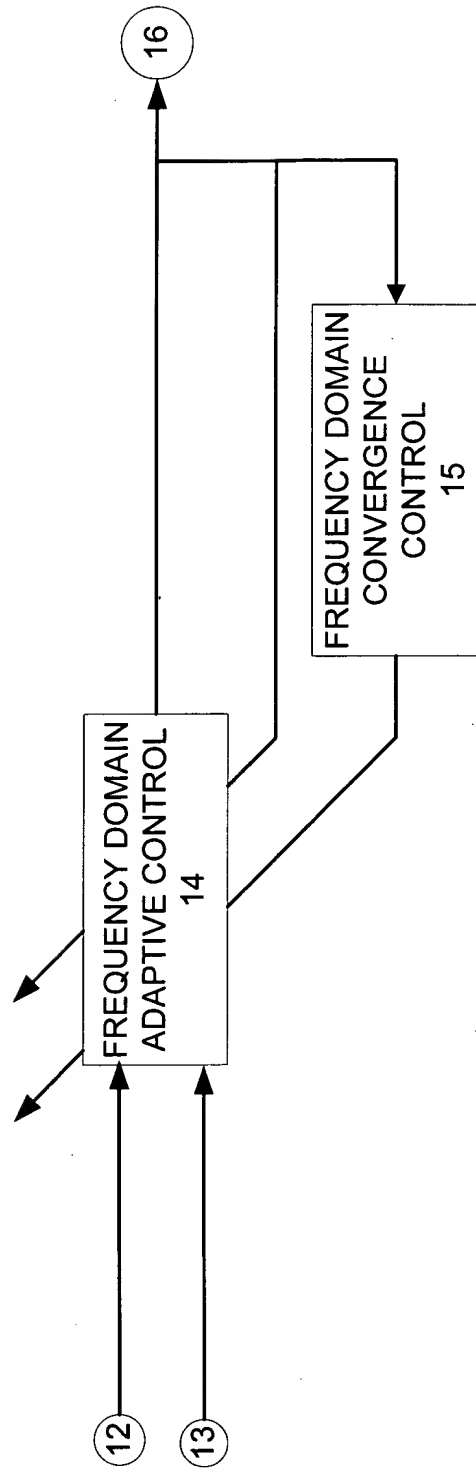 16
FREQUENCY DOMAIN
ADAPTIVE CONTROL
14
FREQUENCY DOMAIN
CONVERGENCE
CONTROL
15
12
13